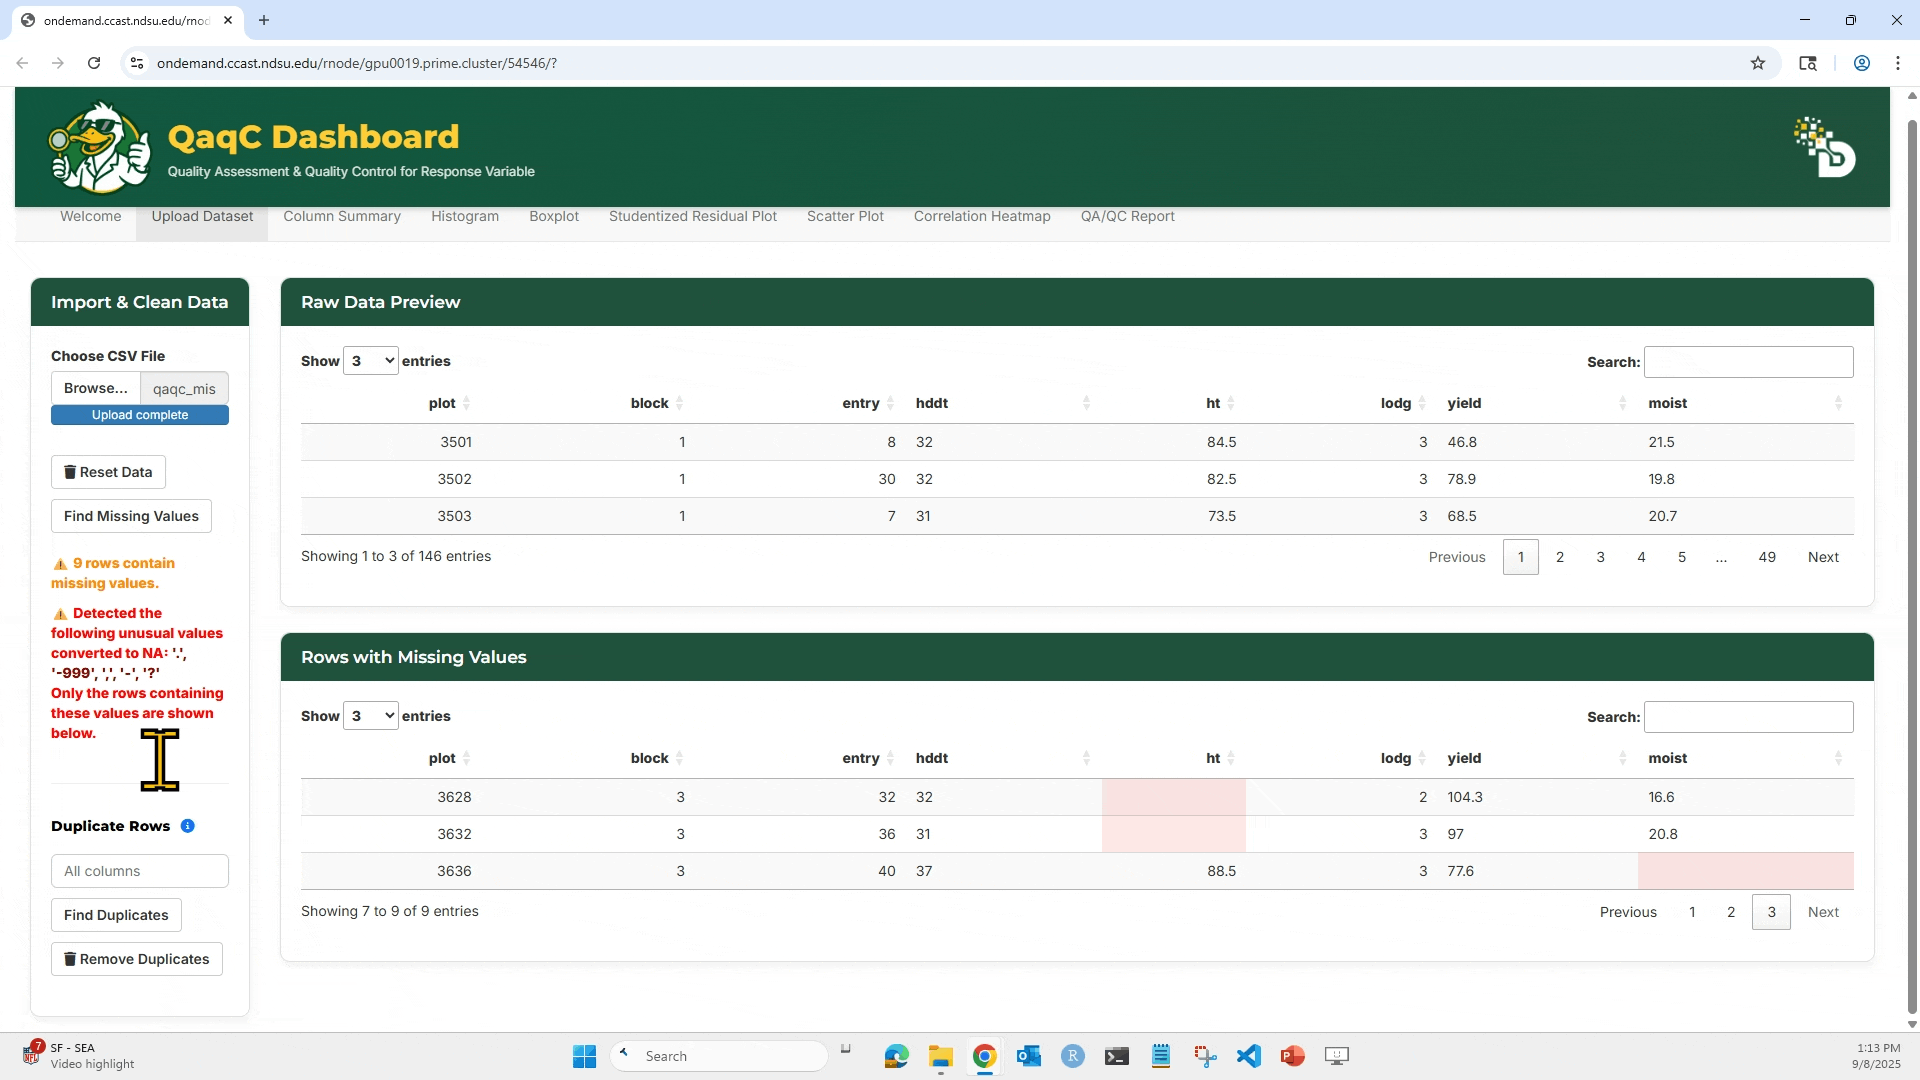 ondemand.ccast.ndsu.edu/rnod
ondemand.ccast.ndsu.edu/rnode/gpu0019.prime.cluster/54546/?
QaqC Dashboard
Quality Assessment & Quality Control for Response Variable
Welcome Upload Dataset Column Summary Histogram Boxplot Studentized Residual Plot Scatter Plot Correlation Heatmap QA/QC Report
Import & Clean Data
Choose CSV File
Browse... qaqc_mis
Upload complete
Reset Data
Find Missing Values
9 rows contain
missing values.
Detected the
following unusual values
converted to NA: '.',
'-999', ',', '-', '?'
Only the rows containing
these values are shown
below.
Duplicate Rows
All columns
Find Duplicates
Remove Duplicates
Raw Data Preview
Show 3 entries Search:
plot block entry hddt ht lodg yield moist
3501 1 8 32 84.5 3 46.8 21.5
3502 1 30 32 82.5 3 78.9 19.8
3503 1 7 31 73.5 3 68.5 20.7
Showing 1 to 3 of 146 entries Previous 1 2 3 4 5 ... 49 Next
Rows with Missing Values
Show 3 entries Search:
plot block entry hddt ht lodg yield moist
3628 3 32 32 2 104.3 16.6
3632 3 36 31 3 97 20.8
3636 3 40 37 88.5 3 77.6
Showing 7 to 9 of 9 entries Previous 1 2 3 Next
7
SF - SEA
Video highlight
Search
1:13 PM
9/8/2025